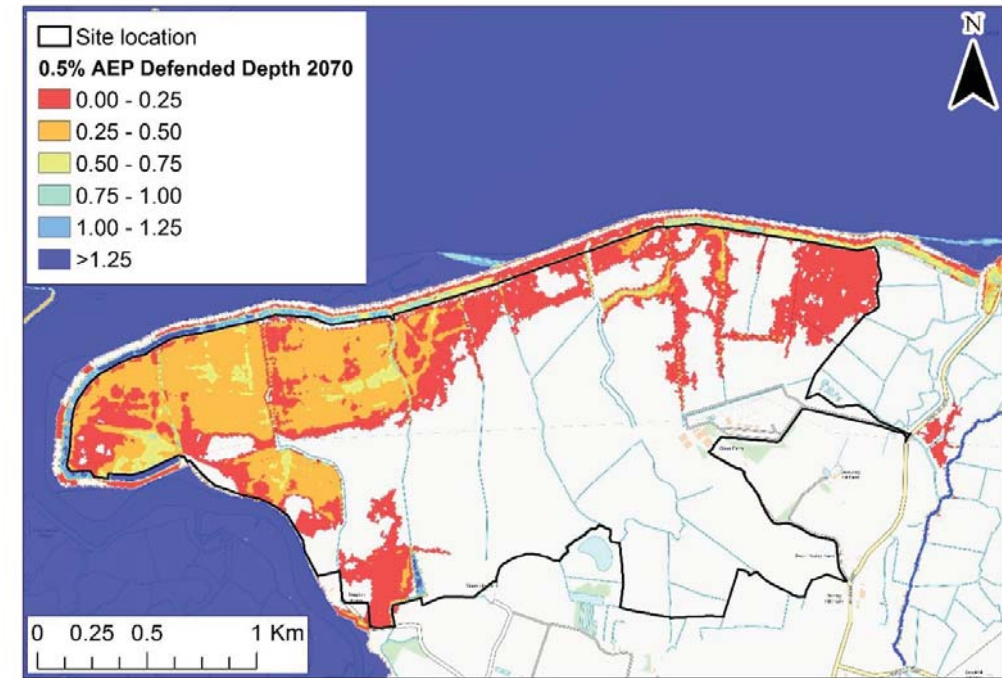 Site location
0.5% AEP Defended Depth 2070
0.00 - 0.25
0.25 - 0.50
0.50 - 0.75
0.75 - 1.00
1.00 - 1.25
>1.25
N
0 0.25 0.5 1 Km